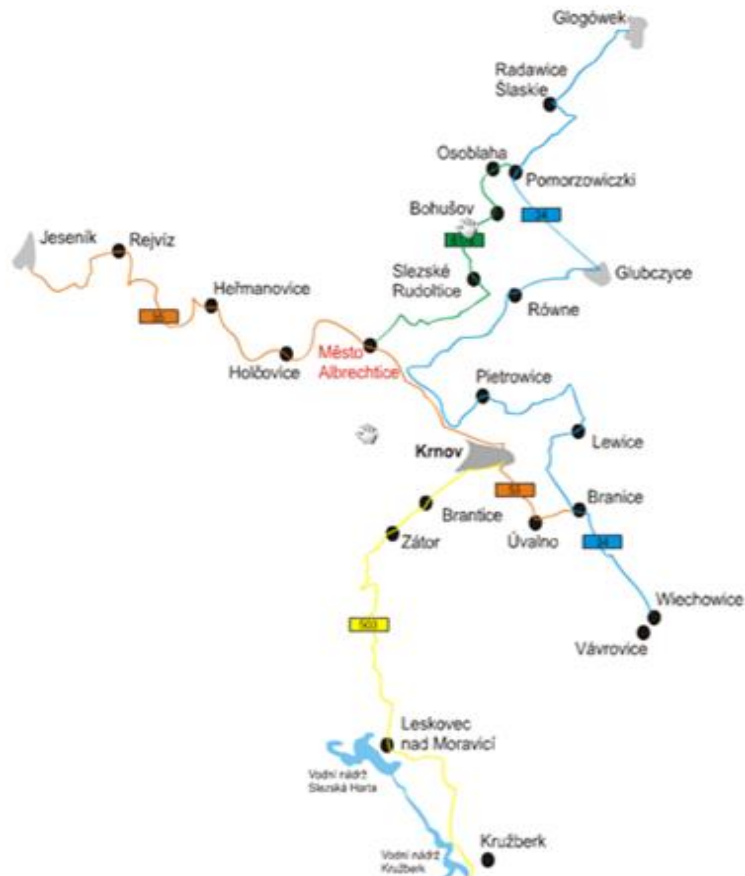 Glogówek
Radawice
Šlaskie
Osoblaha
Pomorzowiczki
Bohušov
Jeseník
Rejvíz
Slezské
Rudoltice
Glubczyce
Heřmanovice
Równe
Holčovice
Město
Albrechtice
Pietrowice
Krnov
Lewice
Branice
Brantice
Úvalno
Zátor
Wiechowice
Vávrovice
503
Leskovec
nad Moravicí
Vodní nádrž
Slezská Harta
Kružberk
Vodní nádrž
Kružberk